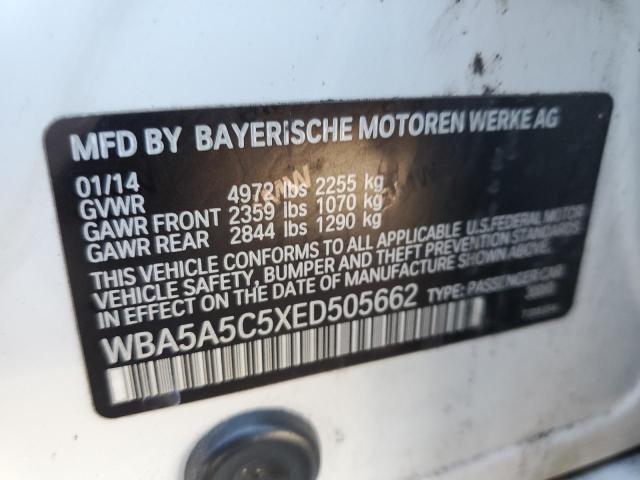 MFD BY BAYERISCHE MOTOREN WERKE AG
01/14
GVWR 4972 lbs 2255 kg
GAWR FRONT 2359 lbs 1070 kg
GAWR REAR 2844 lbs 1290 kg
THIS VEHICLE CONFORMS TO ALL APPLICABLE U.S. FEDERAL MOTOR
VEHICLE SAFETY, BUMPER AND THEFT PREVENTION STANDARDS
IN EFFECT ON THE DATE OF MANUFACTURE SHOWN ABOVE.
WBA5A5C5XED505662 TYPE: PASSENGER CAR